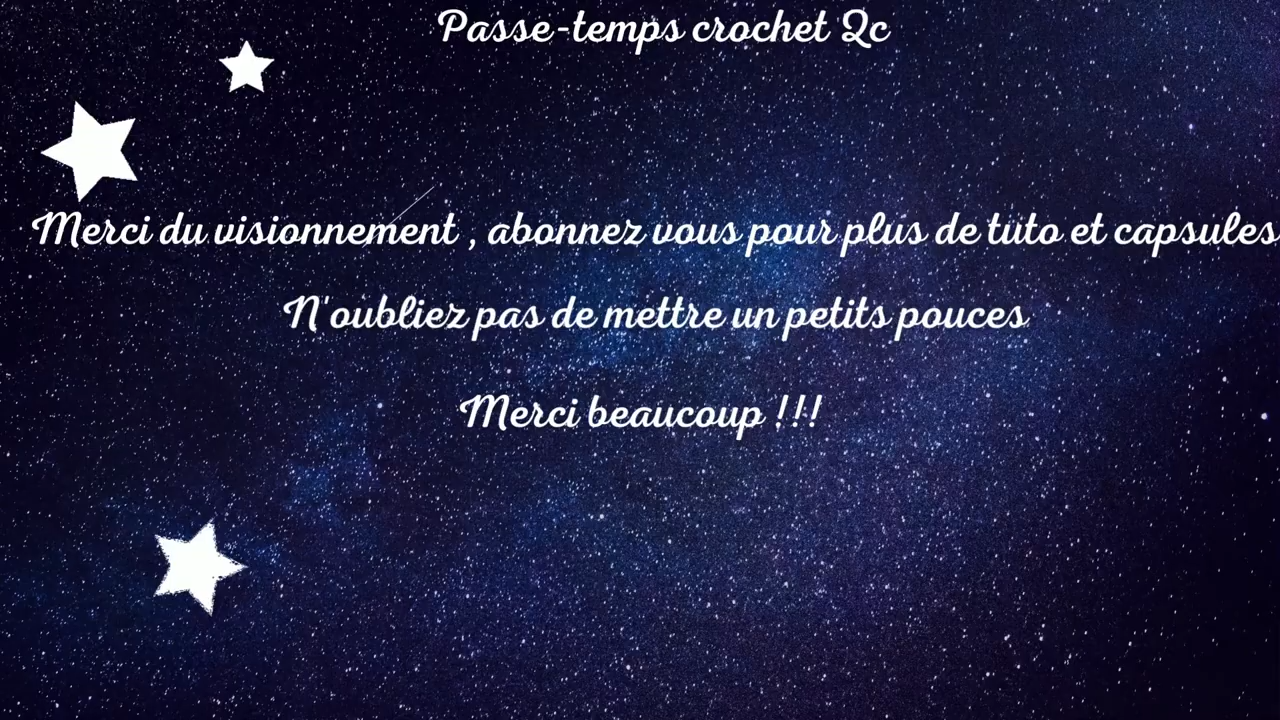 Passe-temps crochet Qc
Merci du visionnement , abonnez vous pour plus de tuto et capsules
N'oubliez pas de mettre un petits pouces
Merci beaucoup !!!